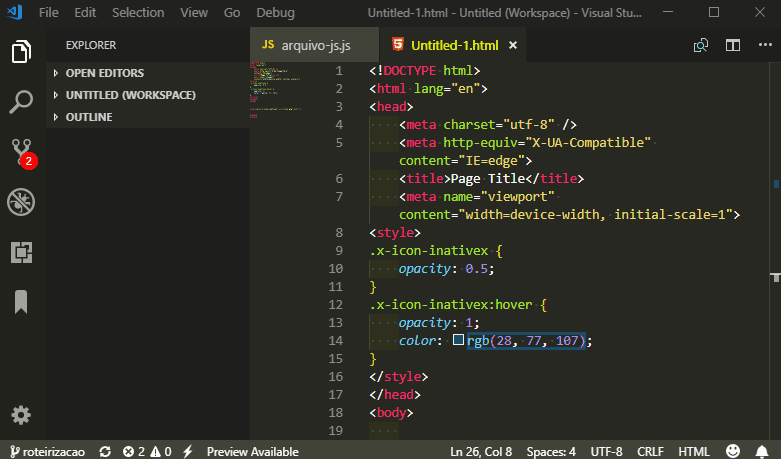 File Edit Selection View Go Debug Untitled-1.html - Untitled (Workspace) - Visual Stu...
EXPLORER
OPEN EDITORS
UNTITLED (WORKSPACE)
OUTLINE
2
JS arquivo-js.js
5 Untitled-1.html
1 <!DOCTYPE html>
2 <html lang="en">
3 <head>
4 <meta charset="utf-8" />
5 <meta http-equiv="X-UA-Compatible"
content="IE=edge">
6 <title>Page Title</title>
7 <meta name="viewport"
content="width=device-width, initial-scale=1">
8 <style>
9 .x-icon-inativex {
10 opacity: 0.5;
11 }
12 .x-icon-inativex:hover {
13 opacity: 1;
14 color: rgb(28, 77, 107);
15 }
16 </style>
17 </head>
18 <body>
19
roteirizacao 2 0 Preview Available Ln 26, Col 8 Spaces: 4 UTF-8 CRLF HTML